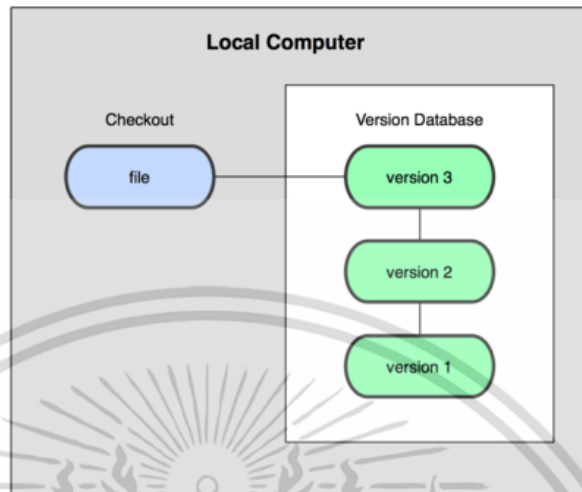 Local Computer
Checkout
Version Database
file
version 3
version 2
version 1